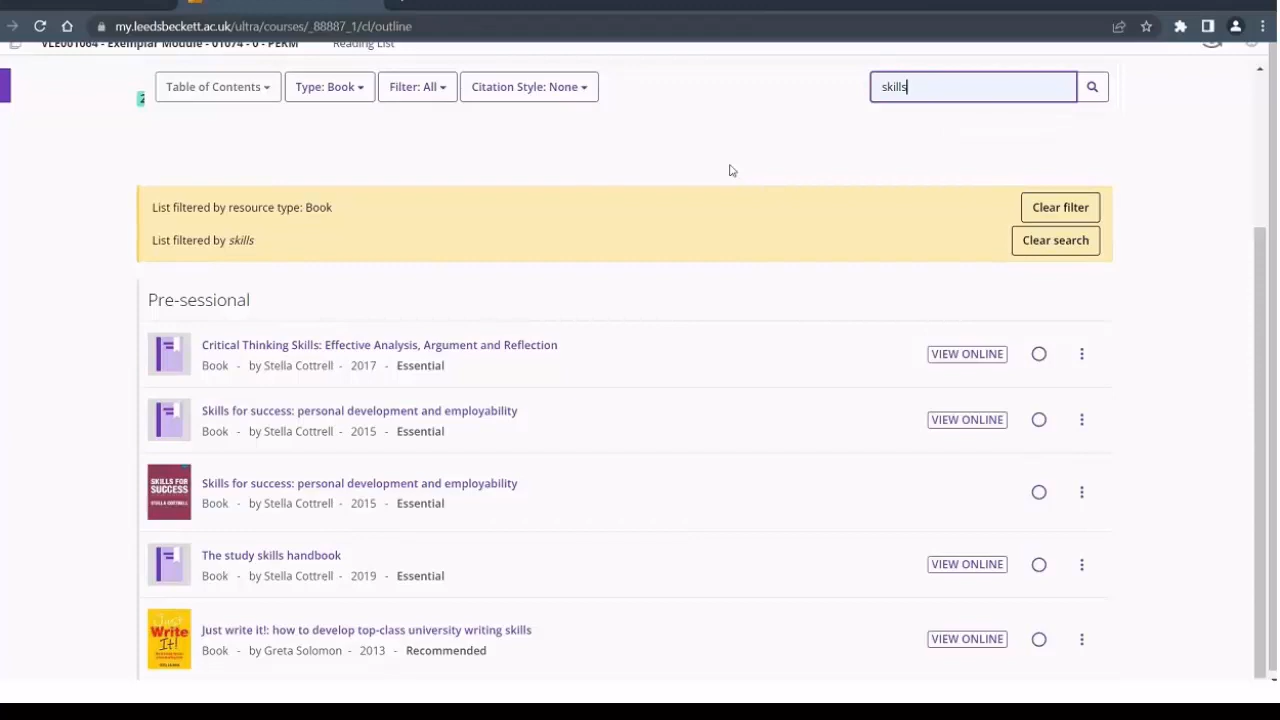 my.leedsbeckett.ac.uk/ultra/courses/_88887_1/cl/outline
VLE001064 - Exemplar Module - 01074 - 0 - PERM Reading List
Table of Contents Type: Book Filter: All Citation Style: None skills
List filtered by resource type: Book Clear filter
List filtered by skills Clear search
Pre-sessional
Critical Thinking Skills: Effective Analysis, Argument and Reflection
Book - by Stella Cottrell - 2017 - Essential VIEW ONLINE
Skills for success: personal development and employability
Book - by Stella Cottrell - 2015 - Essential VIEW ONLINE
SKILLS FOR
SUCCESS
STELLA COTTRELL
Skills for success: personal development and employability
Book - by Stella Cottrell - 2015 - Essential
The study skills handbook
Book - by Stella Cottrell - 2019 - Essential VIEW ONLINE
Just
Write
It!
Just write it!: how to develop top-class university writing skills
Book - by Greta Solomon - 2013 - Recommended VIEW ONLINE